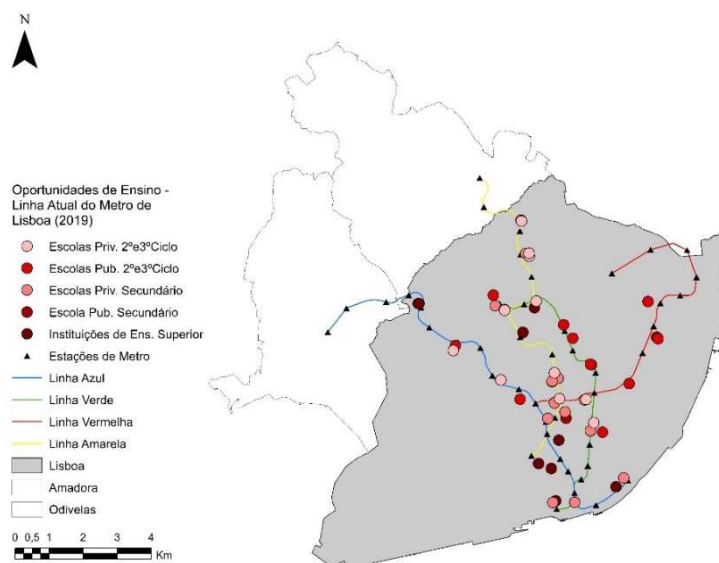 N
Oportunidades de Ensino -
Linha Atual do Metro de
Lisboa (2019)
Escolas Priv. 2ºe3ºCiclo
Escolas Pub. 2ºe3ºCiclo
Escolas Priv. Secundário
Escola Pub. Secundário
Instituições de Ens. Superior
Estações de Metro
Linha Azul
Linha Verde
Linha Vermelha
Linha Amarela
Lisboa
Amadora
Odivelas
0 0,5 1 2 3 4
Km